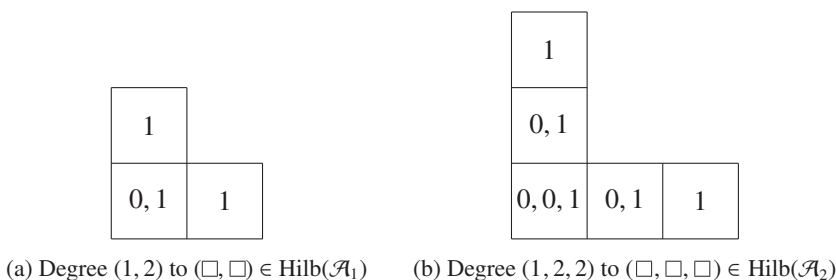 1
1
0, 1
0, 1 1
0, 0, 1 0, 1 1
(a) Degree (1, 2) to (□, □) ∈ Hilb(𝒜₁) (b) Degree (1, 2, 2) to (□, □, □) ∈ Hilb(𝒜₂)